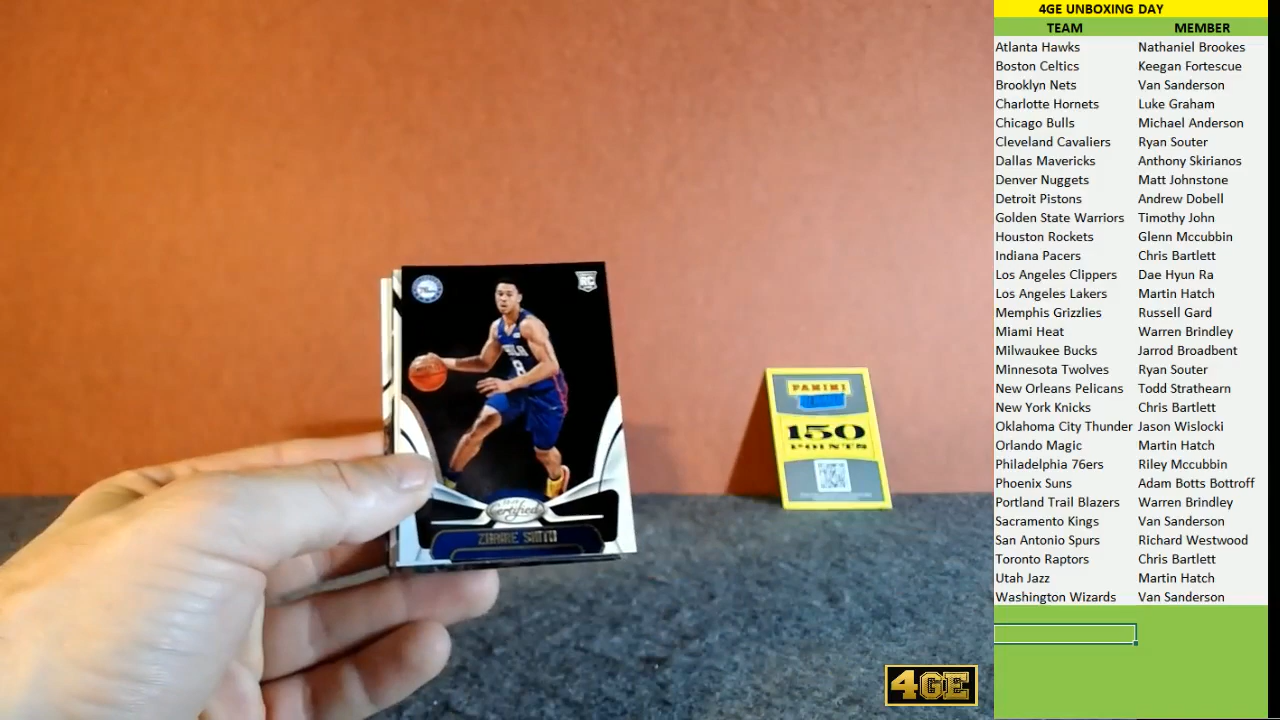 4GE UNBOXING DAY
TEAM MEMBER
Atlanta Hawks Nathaniel Brookes
Boston Celtics Keegan Fortescue
Brooklyn Nets Van Sanderson
Charlotte Hornets Luke Graham
Chicago Bulls Michael Anderson
Cleveland Cavaliers Ryan Souter
Dallas Mavericks Anthony Skirianos
Denver Nuggets Matt Johnstone
Detroit Pistons Andrew Dobell
Golden State Warriors Timothy John
Houston Rockets Glenn Mccubbin
Indiana Pacers Chris Bartlett
Los Angeles Clippers Dae Hyun Ra
Los Angeles Lakers Martin Hatch
Memphis Grizzlies Russell Gard
Miami Heat Warren Brindley
Milwaukee Bucks Jarrod Broadbent
Minnesota Twolves Ryan Souter
New Orleans Pelicans Todd Strathearn
New York Knicks Chris Bartlett
Oklahoma City Thunder Jason Wislocki
Orlando Magic Martin Hatch
Philadelphia 76ers Riley Mccubbin
Phoenix Suns Adam Botts Bottroff
Portland Trail Blazers Warren Brindley
Sacramento Kings Van Sanderson
San Antonio Spurs Richard Westwood
Toronto Raptors Chris Bartlett
Utah Jazz Martin Hatch
Washington Wizards Van Sanderson
RC
8
Certified
ZHAIRE SMITH
PANINI
150
POINTS
4GE